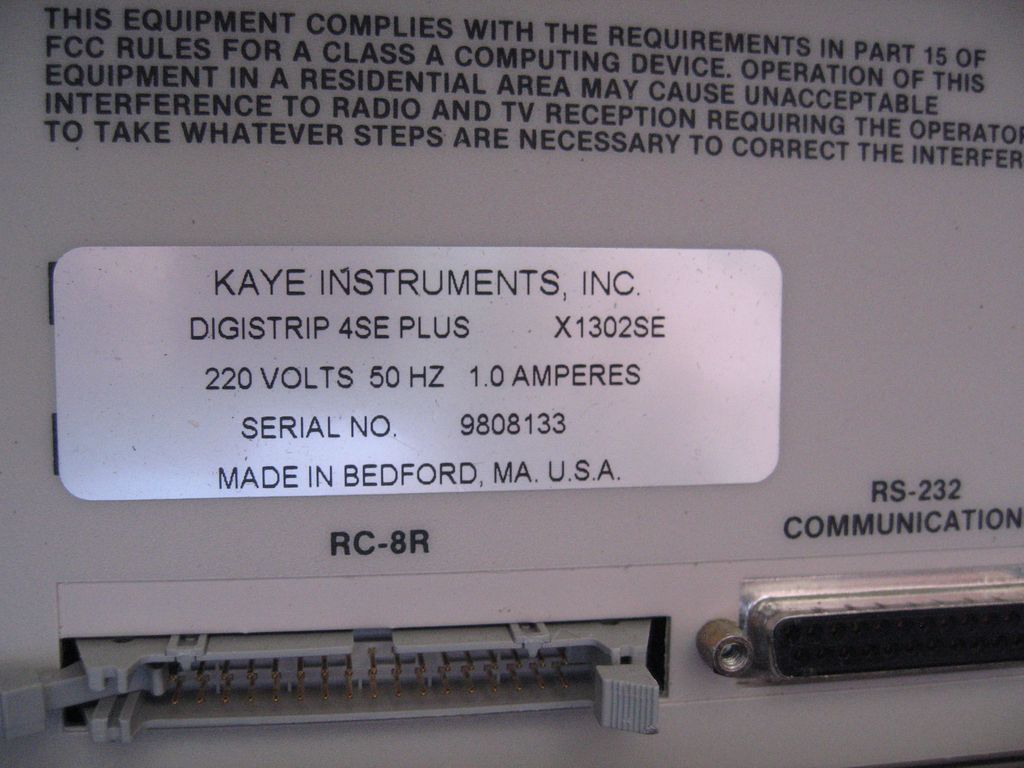 THIS EQUIPMENT COMPLIES WITH THE REQUIREMENTS IN PART 15 OF
FCC RULES FOR A CLASS A COMPUTING DEVICE. OPERATION OF THIS
EQUIPMENT IN A RESIDENTIAL AREA MAY CAUSE UNACCEPTABLE
INTERFERENCE TO RADIO AND TV RECEPTION REQUIRING THE OPERATOR
TO TAKE WHATEVER STEPS ARE NECESSARY TO CORRECT THE INTERFER
KAYE INSTRUMENTS, INC.
DIGISTRIP 4SE PLUS X1302SE
220 VOLTS 50 HZ 1.0 AMPERES
SERIAL NO. 9808133
MADE IN BEDFORD, MA. U.S.A.
RC-8R
RS-232
COMMUNICATION